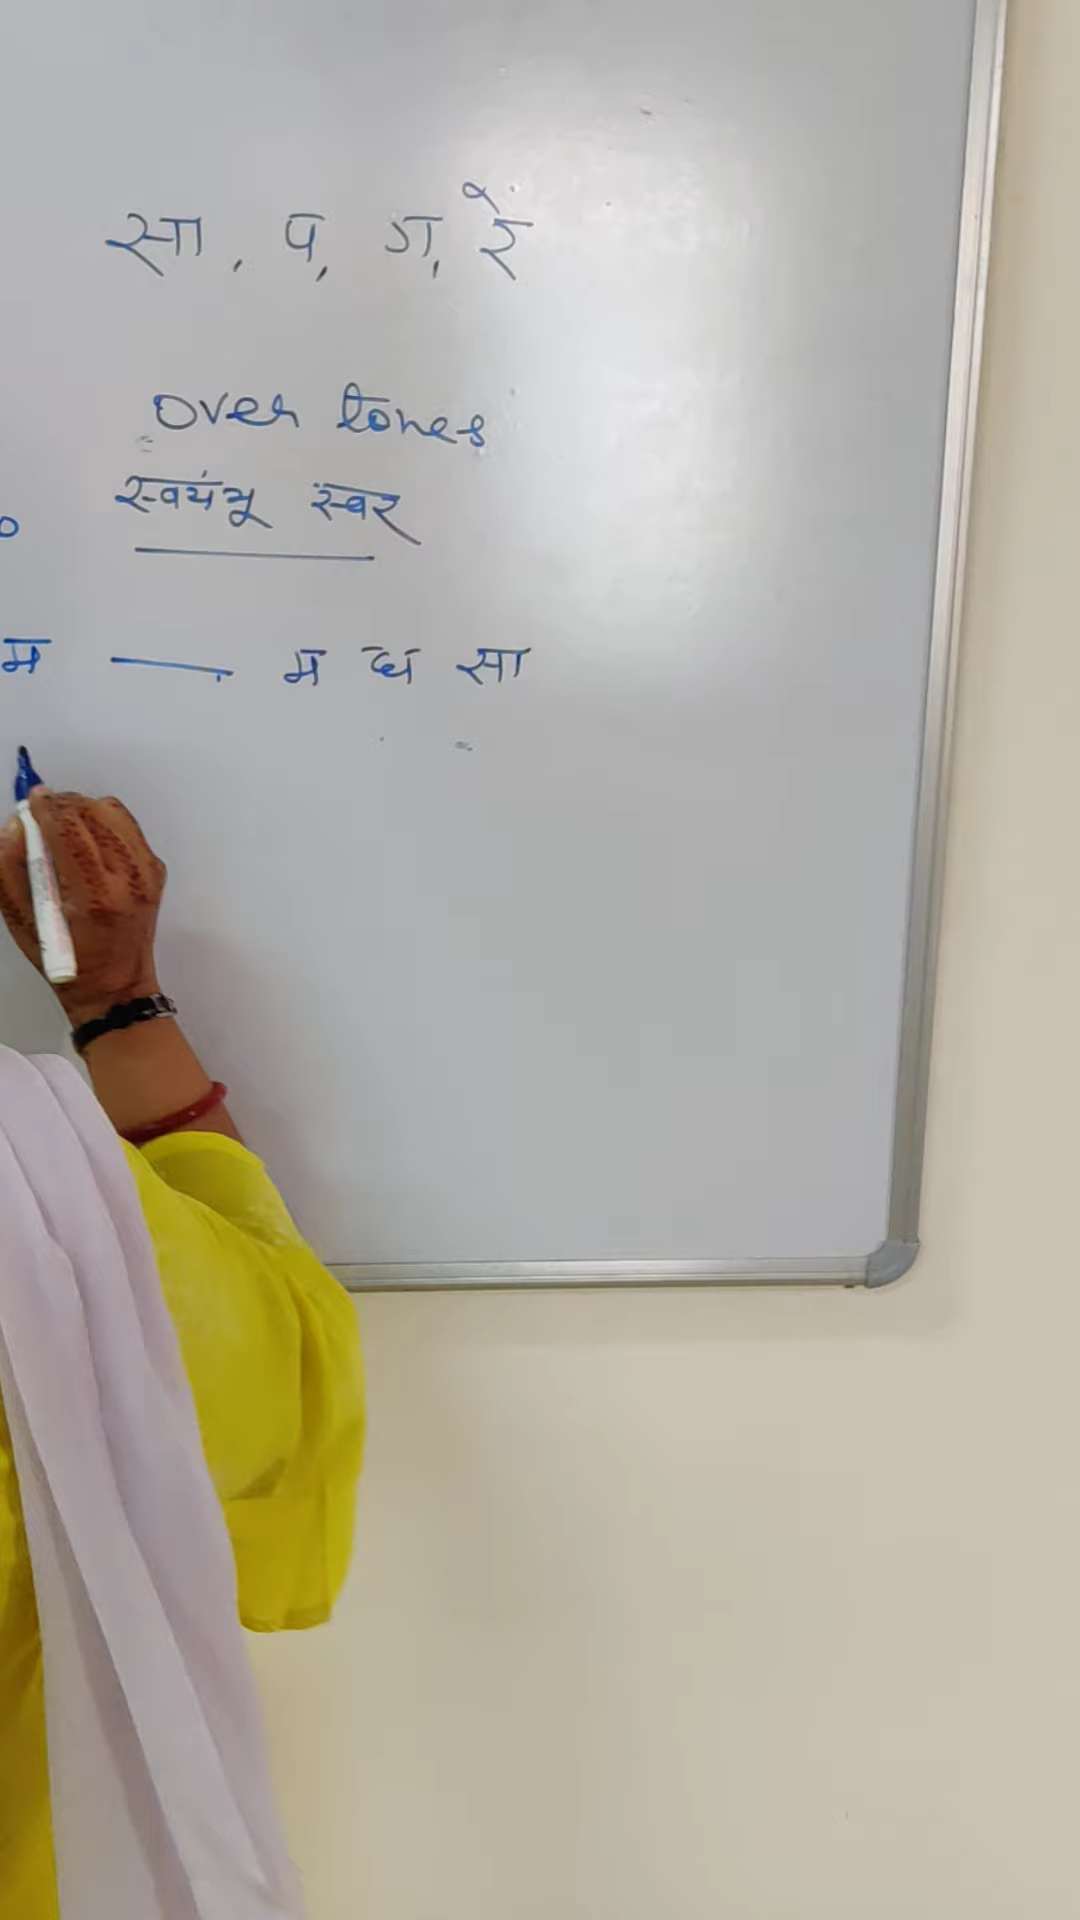 सा, प, ग, रे
over tones
स्वयंभू स्वर
म — म ध सा